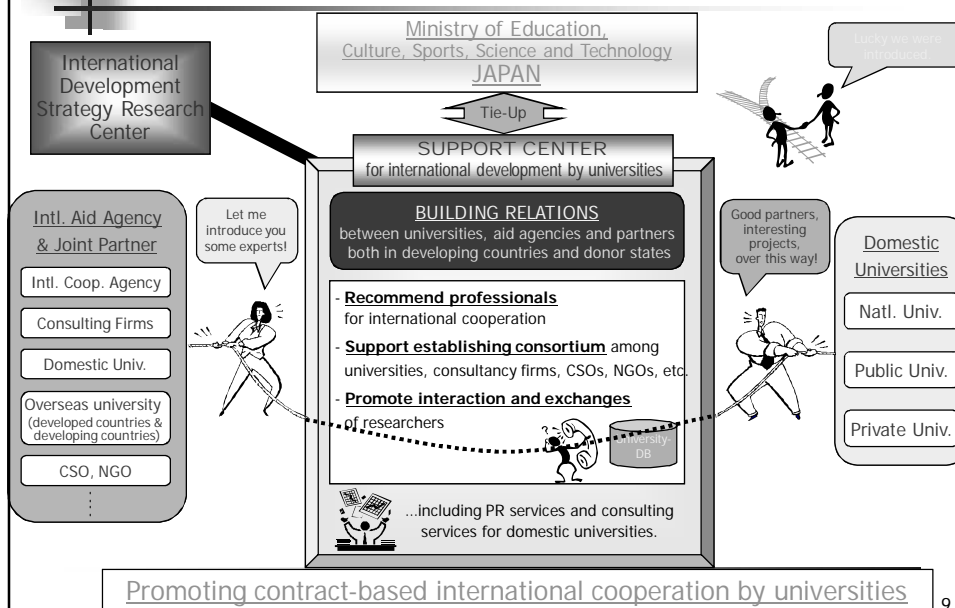 Ministry of Education,
Culture, Sports, Science and Technology
JAPAN
Lucky we were
introduced
International
Development
Strategy Research
Center
Tie-Up
SUPPORT CENTER
for international development by universities
Intl. Aid Agency
& Joint Partner
Intl. Coop. Agency
Consulting Firms
Domestic Univ.
Overseas university
(developed countries &
developing countries)
CSO, NGO
Let me
introduce you
some experts!
BUILDING RELATIONS
between universities, aid agencies and partners
both in developing countries and donor states
- Recommend professionals
for international cooperation
- Support establishing consortium among
universities, consultancy firms, CSOs, NGOs, etc.
- Promote interaction and exchanges
of researchers
University-
DB
...including PR services and consulting
services for domestic universities.
Good partners,
interesting
projects,
over this way!
Domestic
Universities
Natl. Univ.
Public Univ.
Private Univ.
Promoting contract-based international cooperation by universities
9